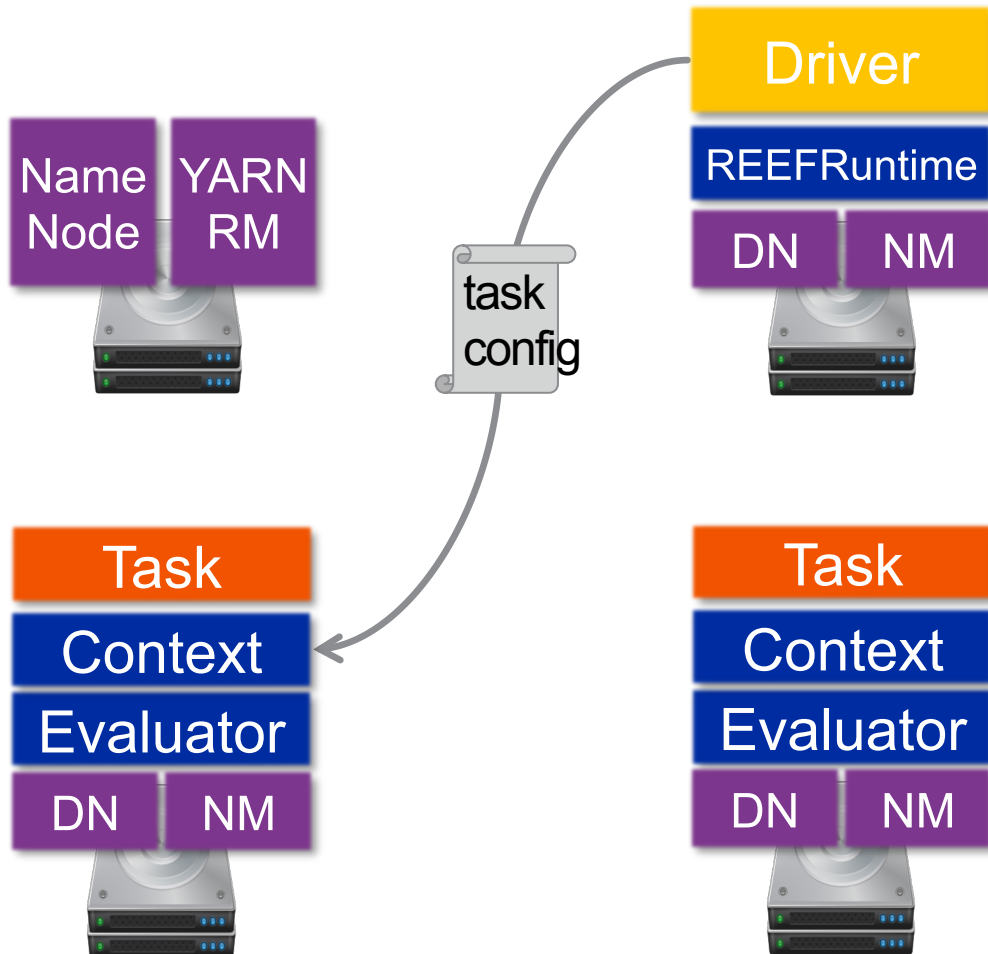 Driver
REEFRuntime
DN NM
Name
Node
YARN
RM
task
config
Task
Context
Evaluator
DN NM
Task
Context
Evaluator
DN NM